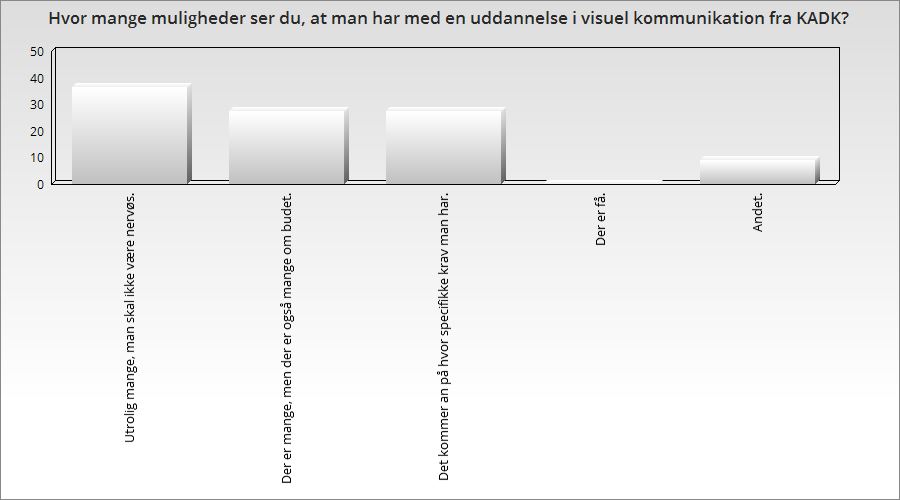 Hvor mange muligheder ser du, at man har med en uddannelse i visuel kommunikation fra KADK?
50
40
30
20
10
0
Utrolig mange, man skal ikke være nervøs.
Der er mange, men der er også mange om budet.
Det kommer an på hvor specifikke krav man har.
Der er få.
Andet.